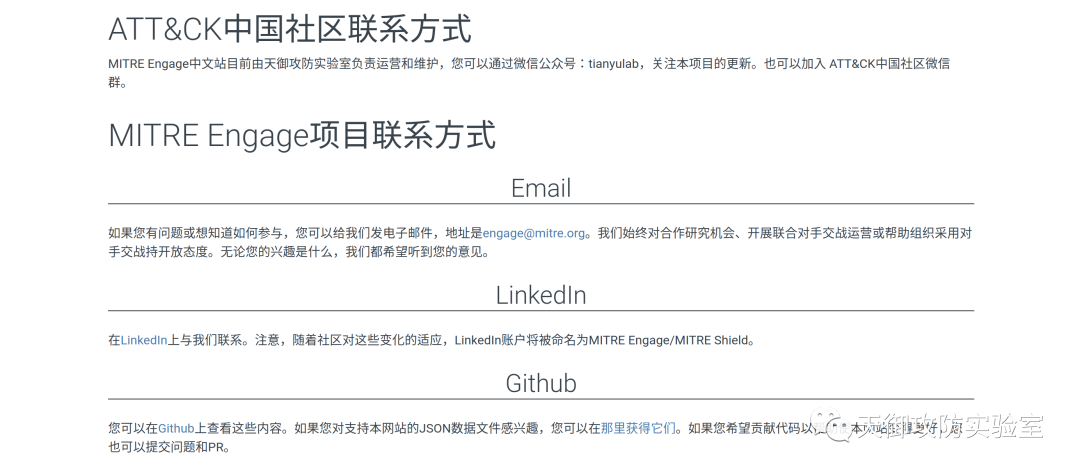 ATT&CK中国社区联系方式
MITRE Engage中文站目前由天御攻防实验室负责运营和维护，您可以通过微信公众号：tianyulab，关注本项目的更新。也可以加入 ATT&CK中国社区微信
群。
MITRE Engage项目联系方式
Email
如果您有问题或想知道如何参与，您可以给我们发电子邮件，地址是engage@mitre.org。我们始终对合作研究机会、开展联合对手交战运营或帮助组织采用对
手交战持开放态度。无论您的兴趣是什么，我们都希望听到您的意见。
LinkedIn
在LinkedIn上与我们联系。注意，随着社区对这些变化的适应，LinkedIn账户将被命名为MITRE Engage/MITRE Shield。
Github
您可以在Github上查看这些内容。如果您对支持本网站的JSON数据文件感兴趣，您可以在那里获得它们。如果您希望贡献代码以
也可以提交问题和PR。
天御攻防实验室